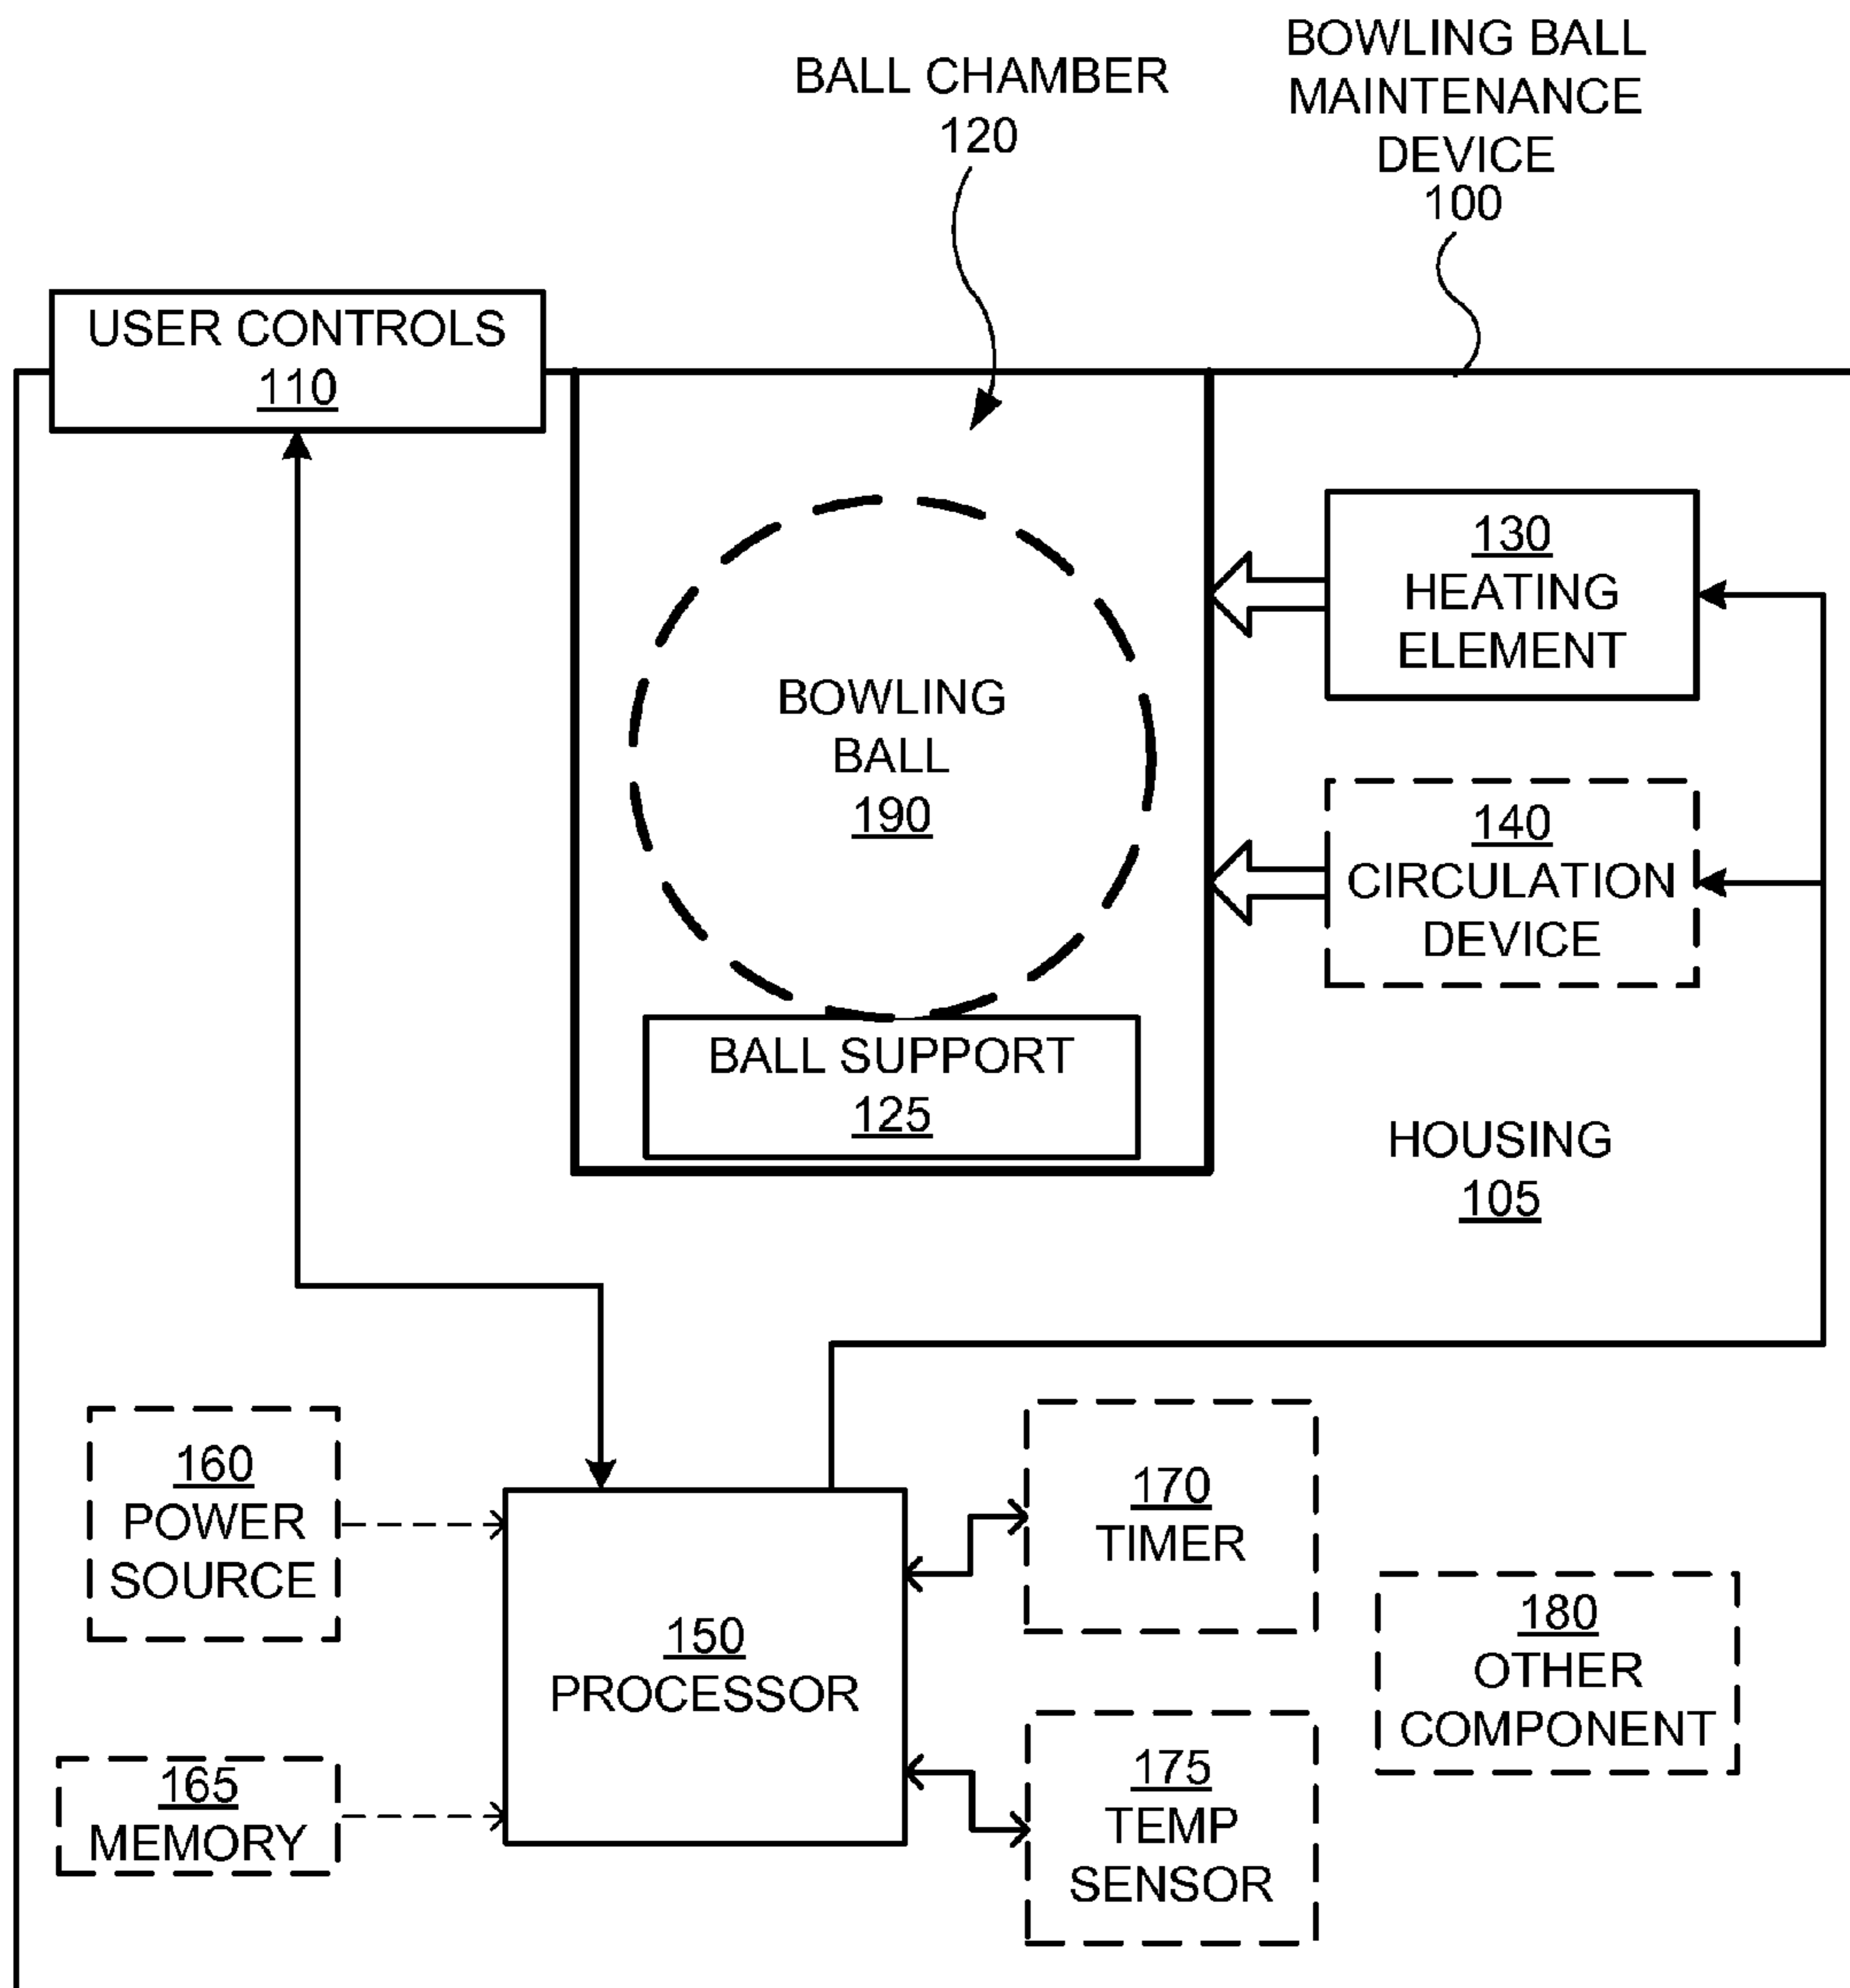 BOWLING BALL
MAINTENANCE
DEVICE
100
BALL CHAMBER
120
USER CONTROLS
110
130
HEATING
ELEMENT
BOWLING
BALL
190
140
CIRCULATION
DEVICE
BALL SUPPORT
125
HOUSING
105
160
POWER
SOURCE
170
TIMER
150
PROCESSOR
180
OTHER
COMPONENT
165
MEMORY
175
TEMP
SENSOR